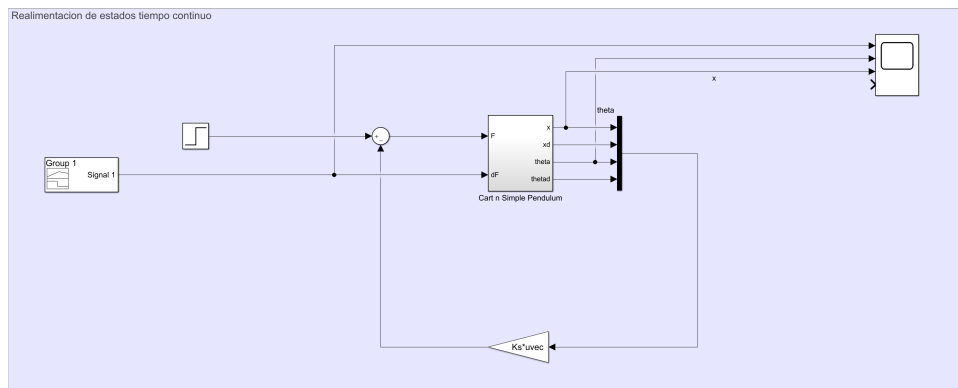 Realimentacion de estados tiempo continuo
x
theta
Group 1
Signal 1
+
-
F
dF
x
xd
theta
thetad
Cart n Simple Pendulum
Ks*uvec